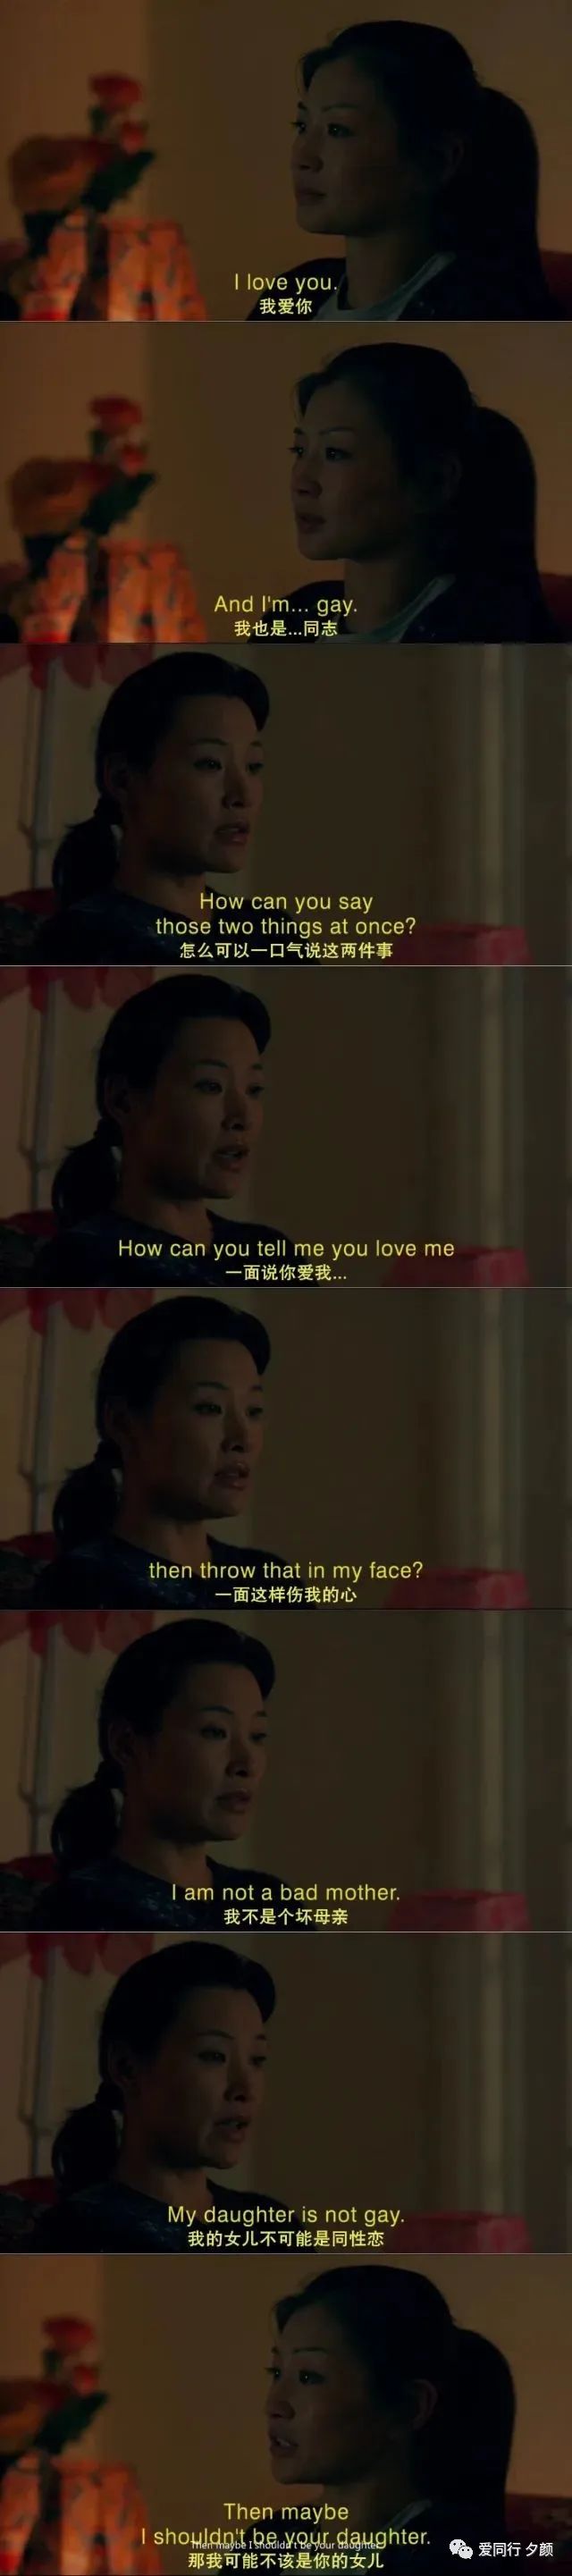 I love you.
我爱你
And I'm... gay.
我也是...同志
How can you say
those two things at once?
怎么可以一口气说这两件事
How can you tell me you love me
一面说你爱我...
then throw that in my face?
一面这样伤我的心
I am not a bad mother.
我不是个坏母亲
My daughter is not gay.
我的女儿不可能是同性恋
Then maybe
I shouldn't be your daughter.
Then maybe I shouldn't be your daughter.
那我可能不该是你的女儿
爱同行 夕颜